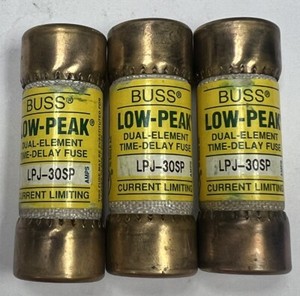 BUSS®
LOW-PEAK®
DUAL-ELEMENT
TIME-DELAY FUSE
LPJ-30SP
AMPS
CURRENT LIMITING
BUSS®
LOW-PEAK
DUAL-ELEMENT
TIME-DELAY FUSE
LPJ-30SP
CURRENT LIMITING
BUSS®
LOW-PEAK
DUAL-ELEMENT
TIME-DELAY FUSE
LPJ-30SP
CURRENT LIMITING